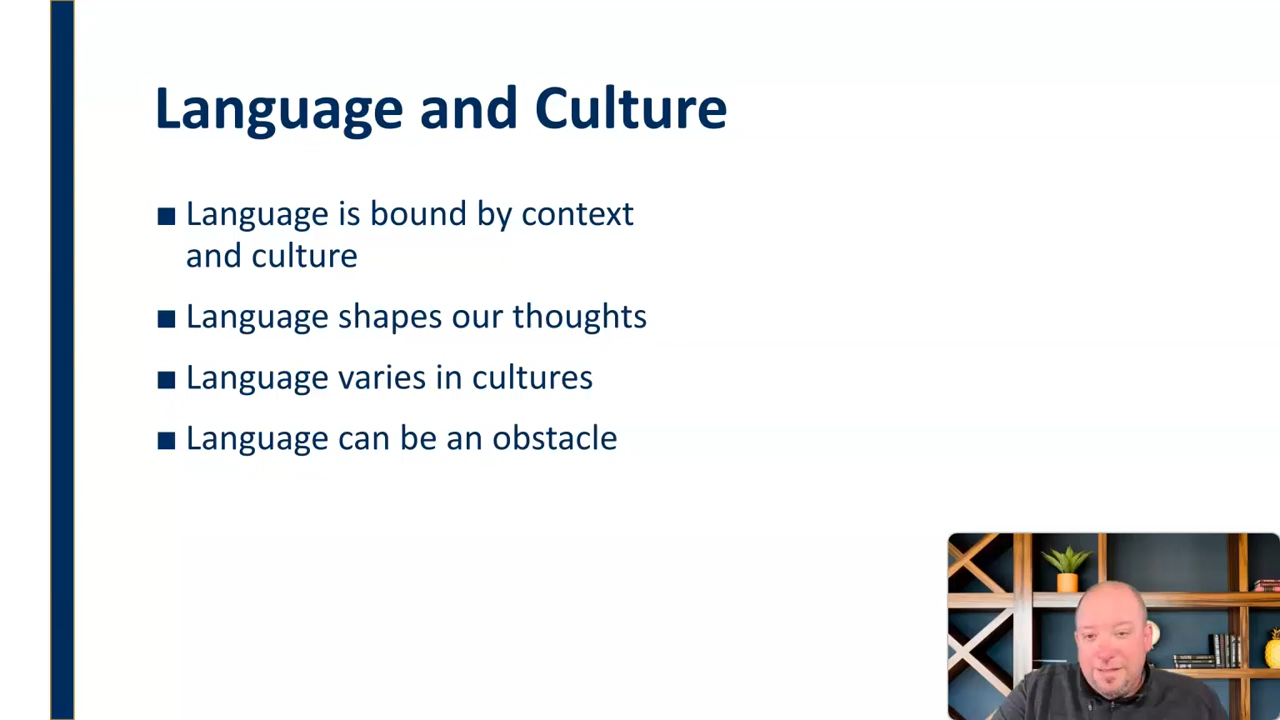 Language and Culture
■ Language is bound by context
and culture
■ Language shapes our thoughts
■ Language varies in cultures
■ Language can be an obstacle